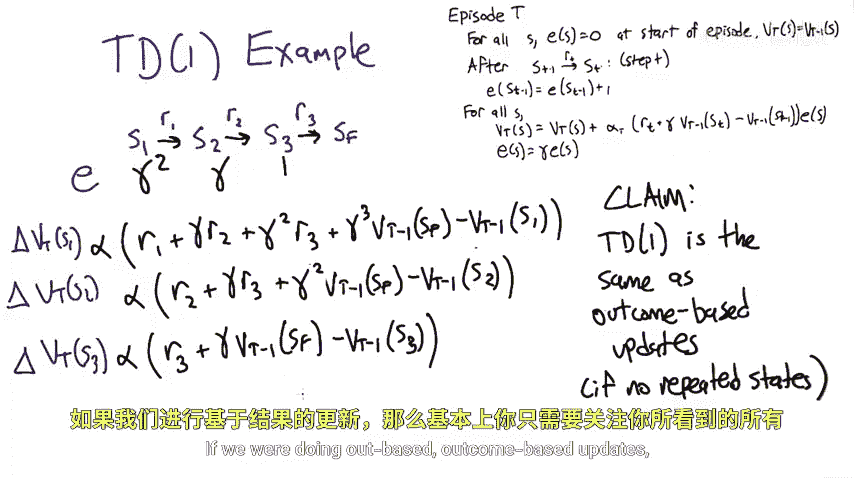 TD(1) Example
S1 →r1 S2 →r2 S3 →r3 SF
e γ² γ 1
ΔVT(S1) α (r1 + γr2 + γ²r3 + γ³VT-1(SF) - VT-1(S1))
ΔVT(S2) α (r2 + γr3 + γ²VT-1(SF) - VT-1(S2))
ΔVT(S3) α (r3 + γVT-1(SF) - VT-1(S3))
Episode T
For all s, e(s)=0 at start of episode, VT(s)=VT-1(s)
After St-1 →rt St: (step t)
e(St-1) = e(St-1)+1
For all s,
VT(s) = VT(s) + αT (rt + γ VT-1(St) - VT-1(St-1))e(s)
e(s)=γe(s)
CLAIM:
TD(1) is the
same as
outcome-based
updates
(if no repeated states)
如果我们进行基于结果的更新，那么基本上你只需要关注你所看到的所有
If we were doing out-based, outcome-based updates,